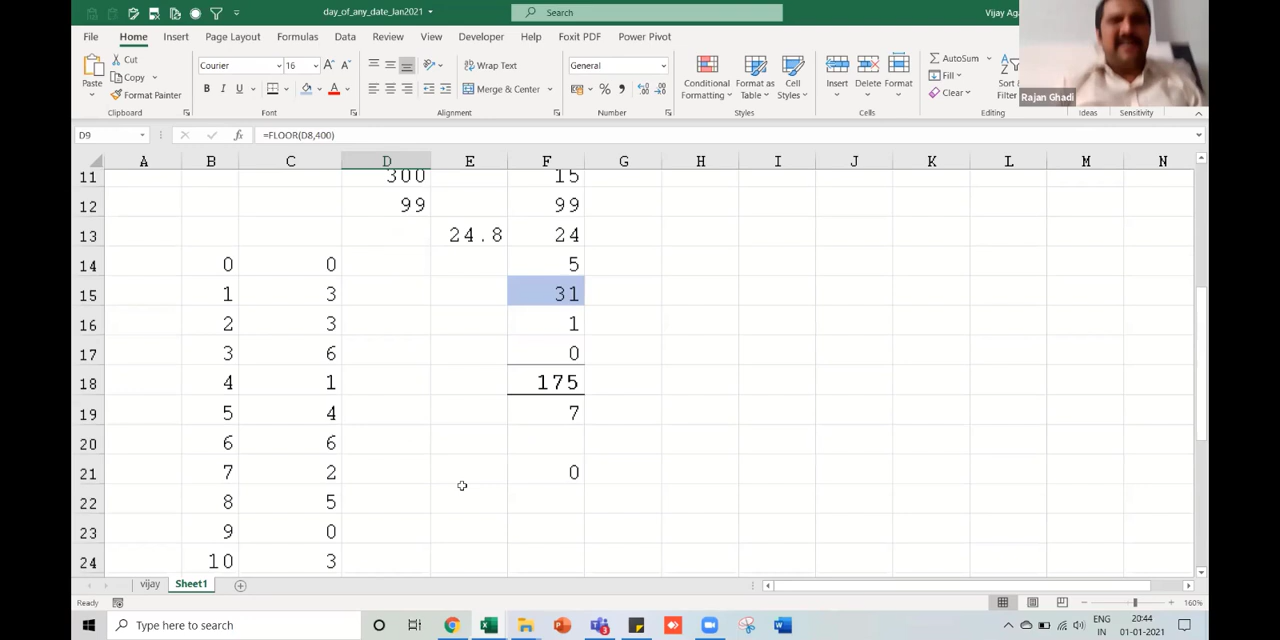 day_of_any_date_Jan2021
Search
Vijay Aga
File Home Insert Page Layout Formulas Data Review View Developer Help Foxit PDF Power Pivot
Cut
Copy
Format Painter
Paste
Clipboard
Courier 16
B I U
Font
Wrap Text
Merge & Center
Alignment
General
Number
Conditional Formatting
Format as Table
Cell Styles
Styles
Insert Delete Format
Cells
AutoSum
Fill
Clear
Sort
Filter
Editing
Ideas
Sensitivity
Rajan Ghadi
D9 fx =FLOOR(D8,400)
A B C D E F G H I J K L M N
11 300 15
12 99 99
13 24.8 24
14 0 0 5
15 1 3 31
16 2 3 1
17 3 6 0
18 4 1 175
19 5 4 7
20 6 6
21 7 2 0
22 8 5
23 9 0
24 10 3
vijay Sheet1
Ready
160%
Type here to search
ENG 20:44
IN 01-01-2021